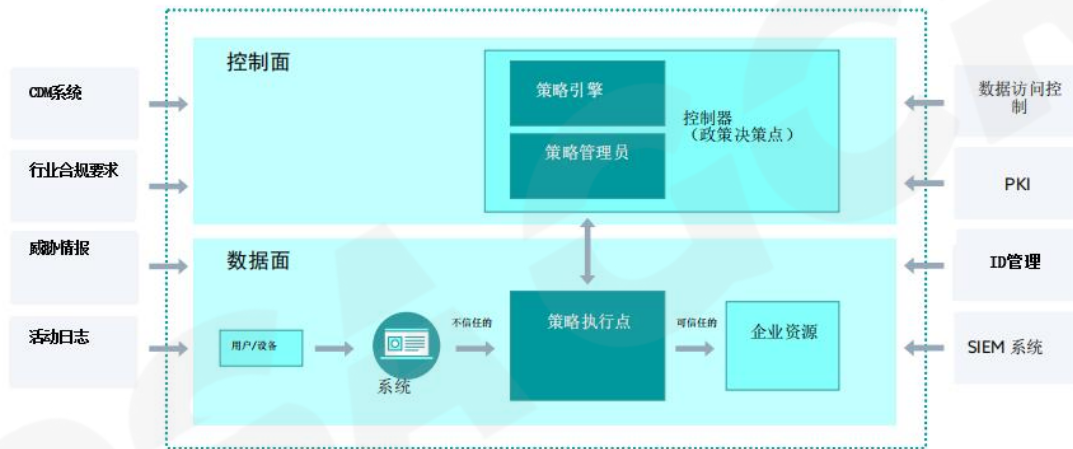 控制面
策略引擎
控制器
（政策决策点）
策略管理员
CDM系统
行业合规要求
威胁情报
活动日志
数据访问控
制
PKI
ID管理
SIEM 系统
数据面
用户/设备
系统
不信任的
策略执行点
可信任的
企业资源